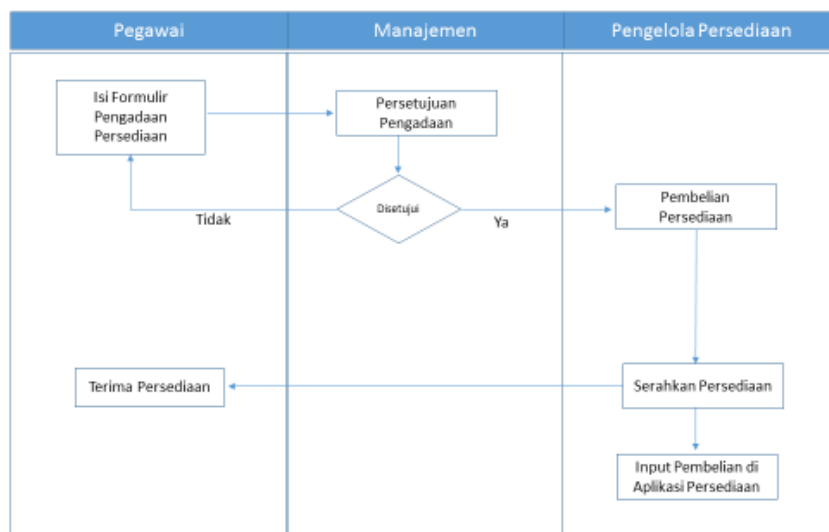 Pegawai
Manajemen
Pengelola Persediaan
Isi Formulir
Pengadaan
Persediaan
Persetujuan
Pengadaan
Disetujui
Tidak
Ya
Pembelian
Persediaan
Terima Persediaan
Serahkan Persediaan
Input Pembelian di
Aplikasi Persediaan